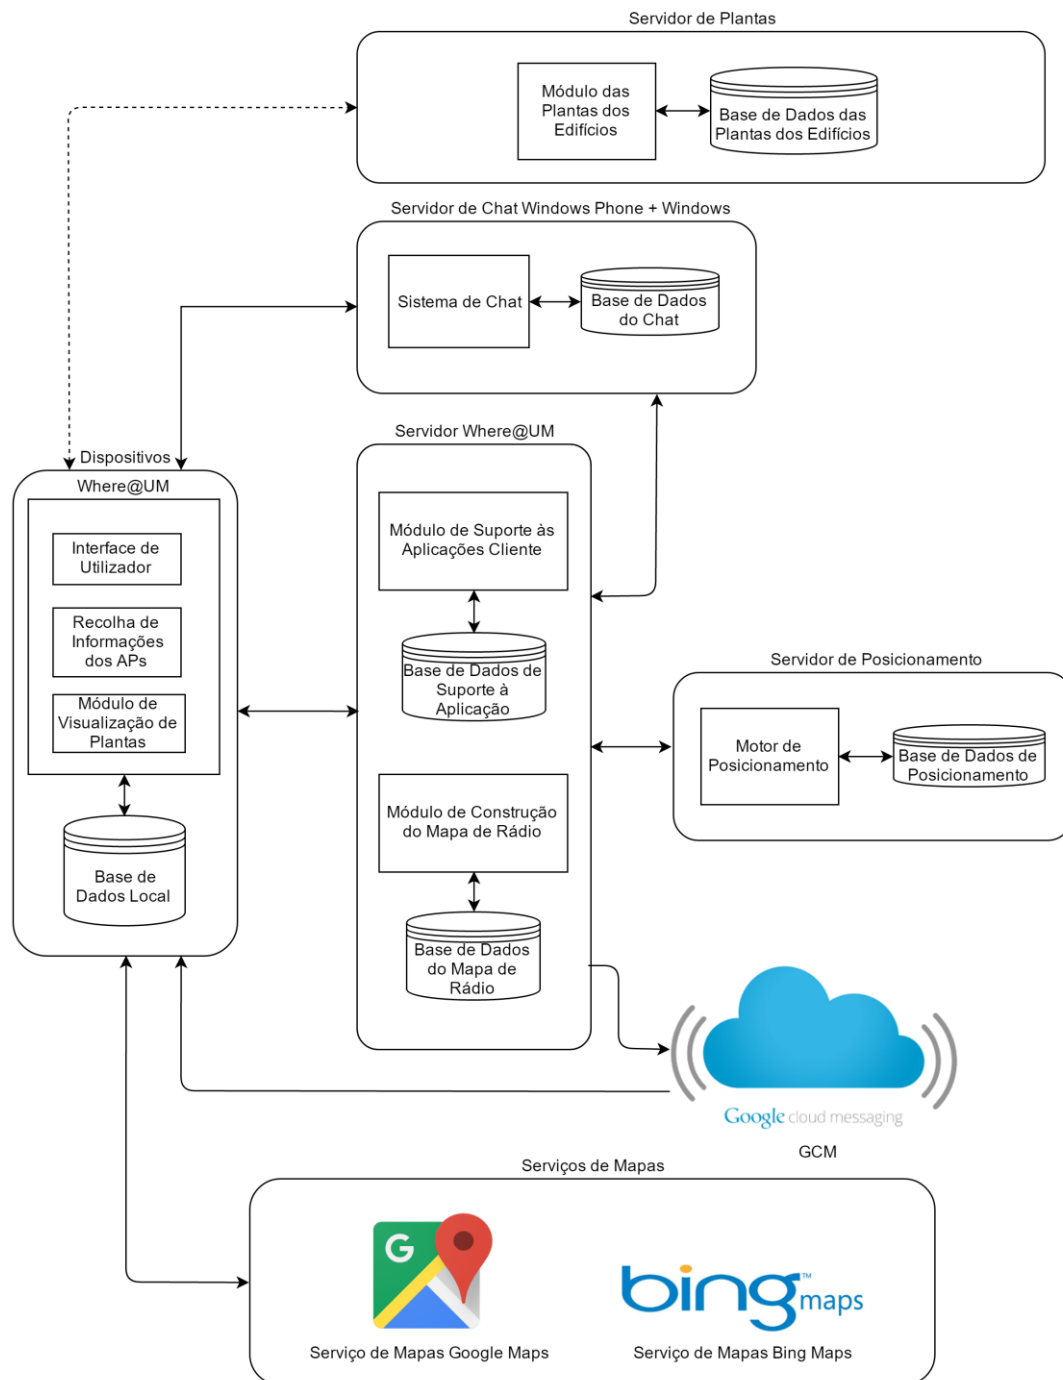 Servidor de Plantas
Módulo das
Plantas dos
Edifícios
Base de Dados das
Plantas dos Edifícios
Servidor de Chat Windows Phone + Windows
Sistema de Chat
Base de Dados
do Chat
Servidor Where@UM
Dispositivos
Where@UM
Interface de
Utilizador
Recolha de
Informações
dos APs
Módulo de
Visualização de
Plantas
Base de
Dados Local
Módulo de Suporte às
Aplicações Cliente
Base de Dados de
Suporte à
Aplicação
Módulo de Construção
do Mapa de Rádio
Base de Dados
do Mapa de
Rádio
Servidor de Posicionamento
Motor de
Posicionamento
Base de Dados de
Posicionamento
Google cloud messaging
GCM
Serviços de Mapas
G
bing™ maps
Serviço de Mapas Google Maps
Serviço de Mapas Bing Maps